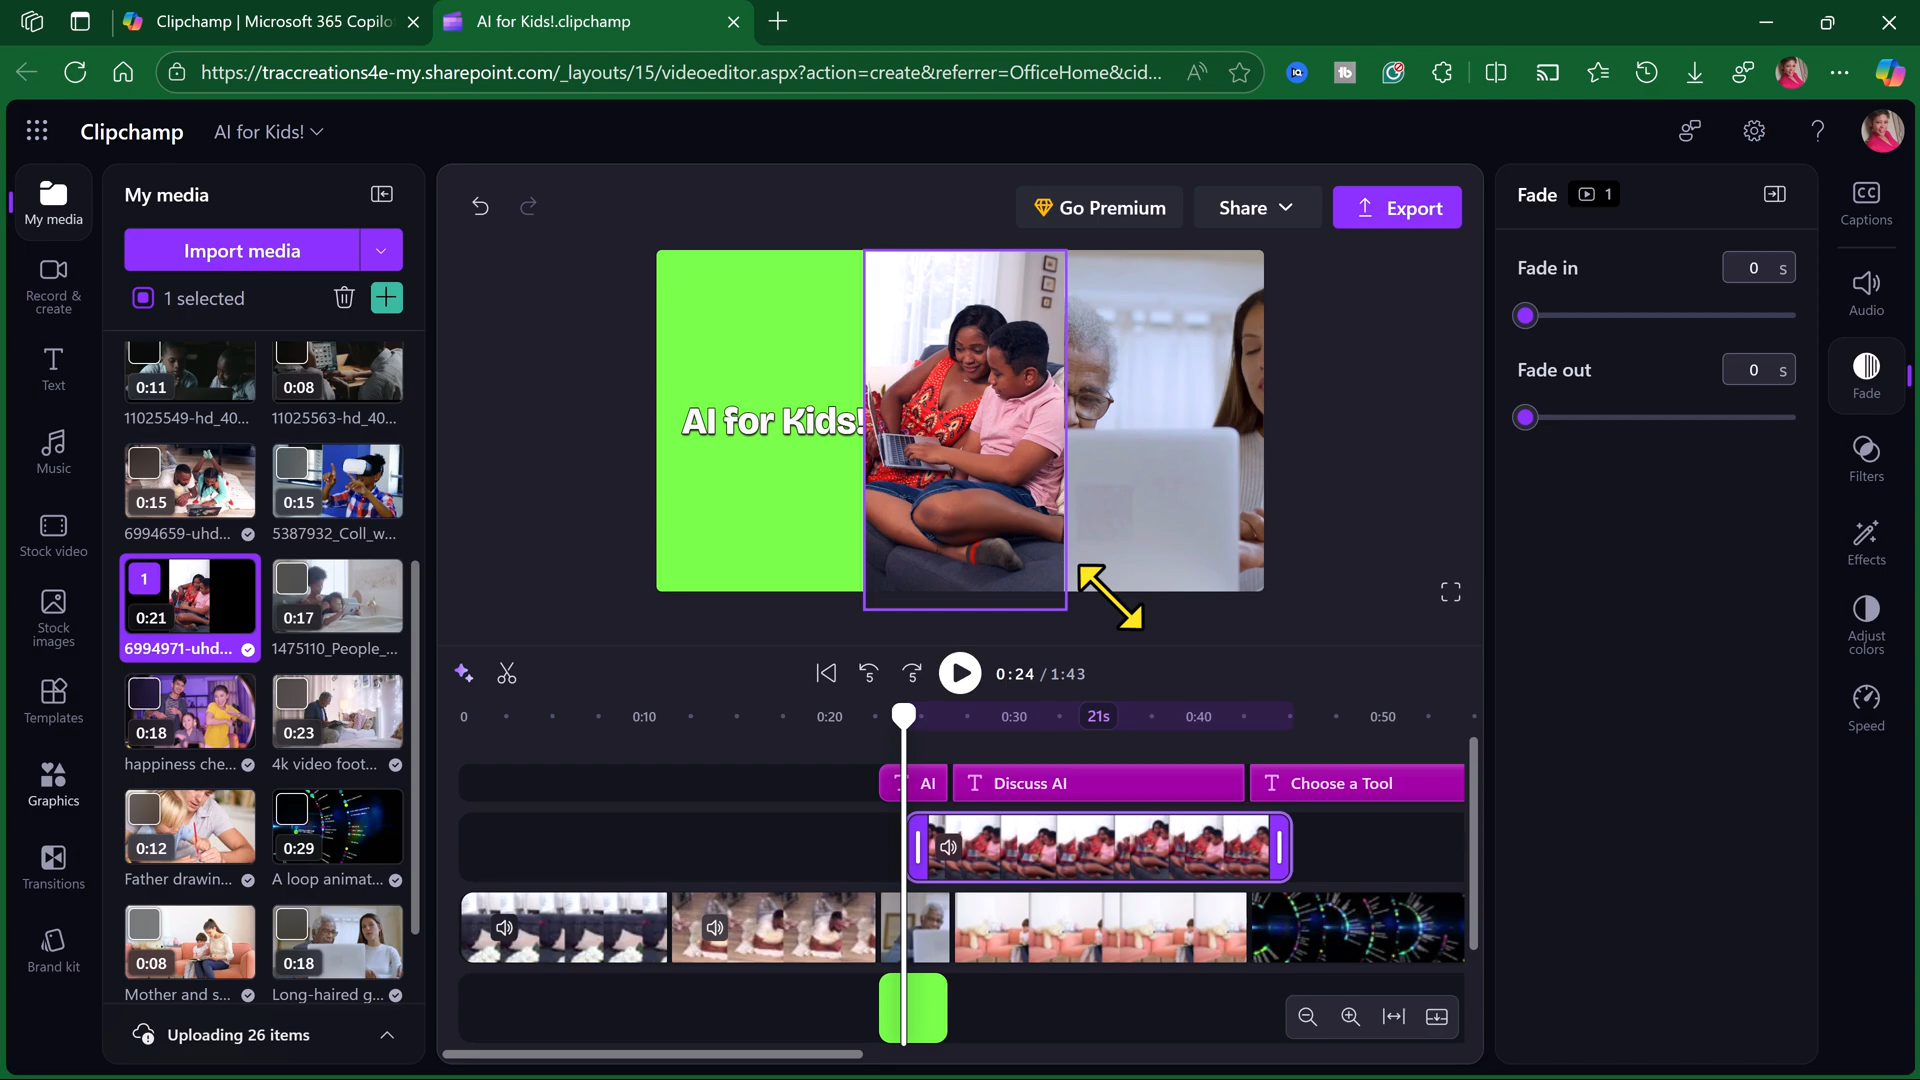 Clipchamp | Microsoft 365 Copilo
AI for Kids!.clipchamp
https://traccreations4e-my.sharepoint.com/_layouts/15/videoeditor.aspx?action=create&referrer=OfficeHome&cid...
Clipchamp
AI for Kids!
My media
Record & create
Text
Music
Stock video
Stock images
Templates
Graphics
Transitions
Brand kit
My media
Import media
1 selected
0:11
0:08
11025549-hd_40...
11025563-hd_40...
0:15
0:15
6994659-uhd...
5387932_Coll_w...
1
0:21
0:17
6994971-uhd...
1475110_People_...
0:18
0:23
happiness che...
4k video foot...
0:12
0:29
Father drawin...
A loop animat...
0:08
0:18
Mother and s...
Long-haired g...
Uploading 26 items
Go Premium
Share
Export
AI for Kids!
5
5
0:24 / 1:43
0
0:10
0:20
0:30
21s
0:40
0:50
T AI
T Discuss AI
T Choose a Tool
Fade
1
Fade in
0 s
Fade out
0 s
CC
Captions
Audio
Fade
Filters
Effects
Adjust colors
Speed